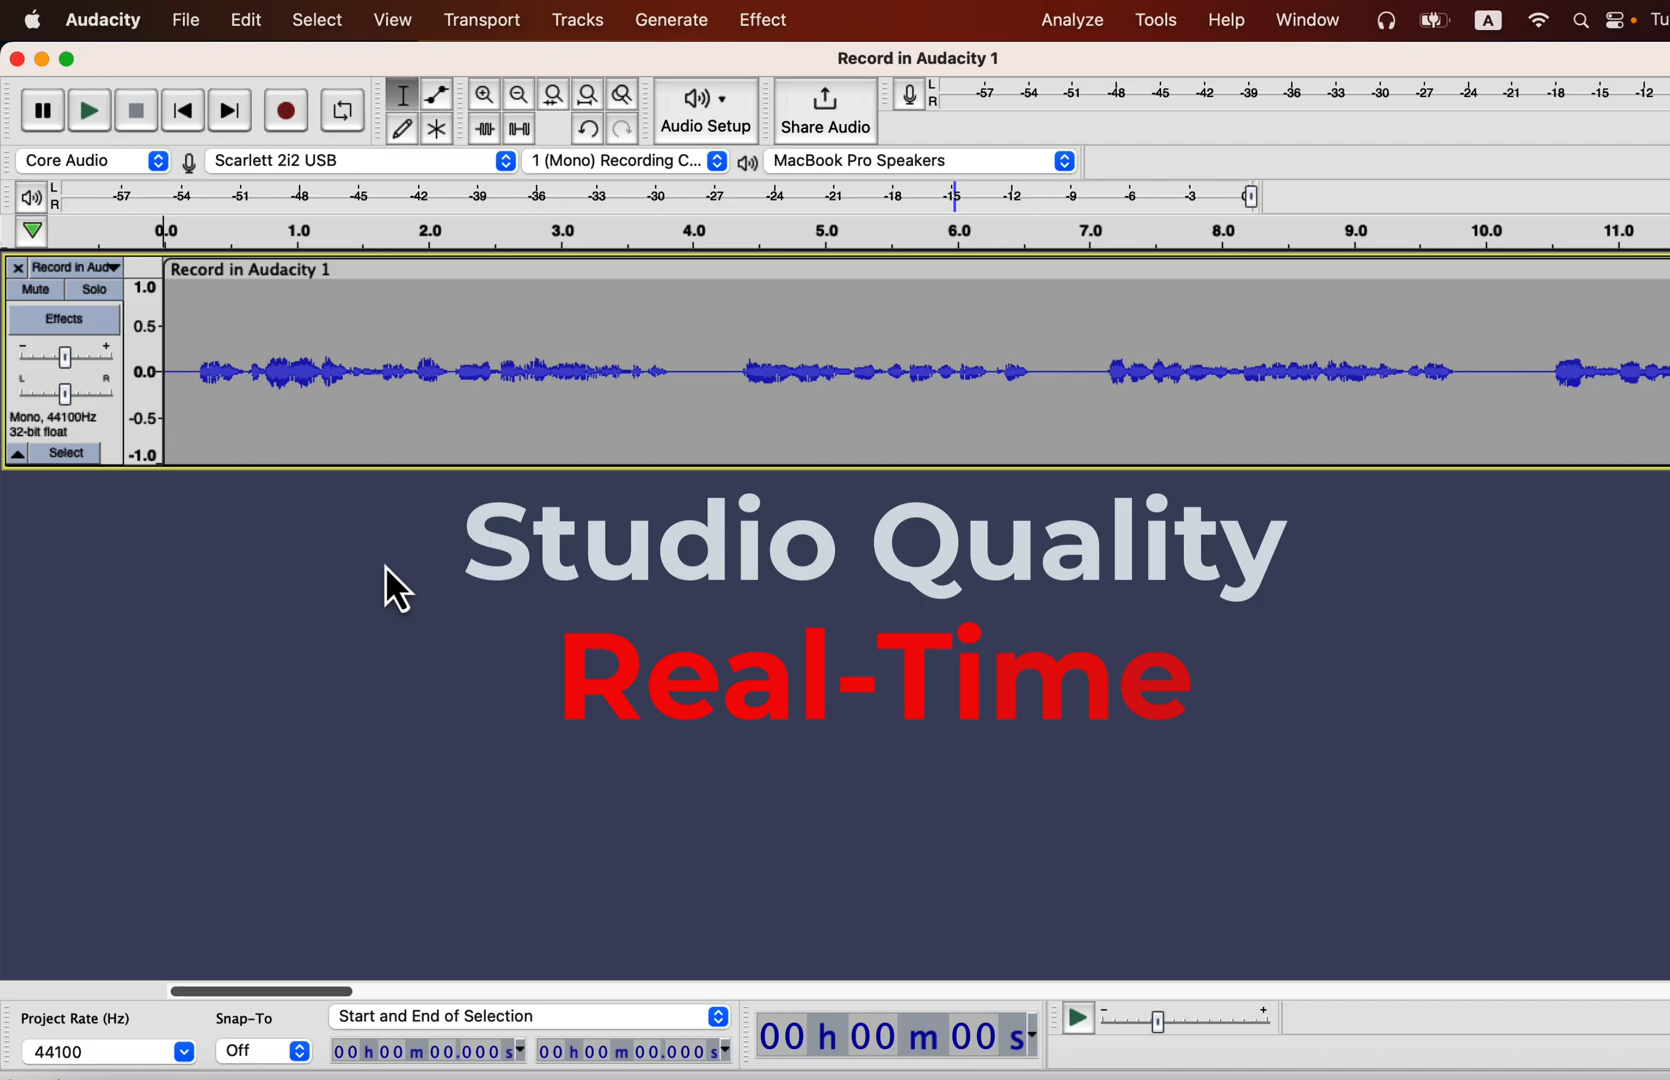 Audacity File Edit Select View Transport Tracks Generate Effect Analyze Tools Help Window A Tu
Record in Audacity 1
Audio Setup
Share Audio
L
R
-57 -54 -51 -48 -45 -42 -39 -36 -33 -30 -27 -24 -21 -18 -15 -12
Core Audio Scarlett 2i2 USB 1 (Mono) Recording C... MacBook Pro Speakers
L
R
-57 -54 -51 -48 -45 -42 -39 -36 -33 -30 -27 -24 -21 -18 -15 -12 -9 -6 -3 0
0.0 1.0 2.0 3.0 4.0 5.0 6.0 7.0 8.0 9.0 10.0 11.0
Record in Aud
Record in Audacity 1
Mute Solo
1.0
Effects
0.5
- +
L R
0.0
Mono, 44100Hz
32-bit float
-0.5
Select
-1.0
Studio Quality
Real-Time
Project Rate (Hz) Snap-To Start and End of Selection
44100 Off 00 h 00 m 00.000 s 00 h 00 m 00.000 s
00 h 00 m 00 s
- +